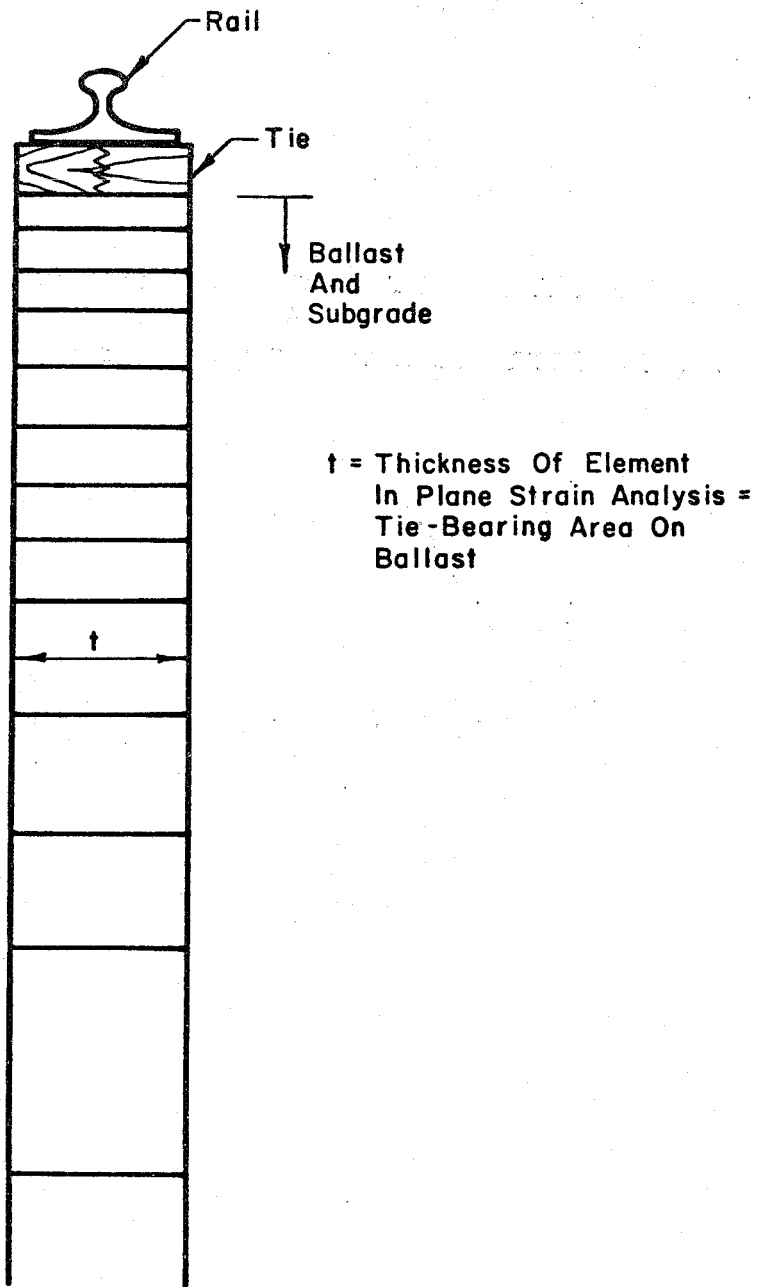 Rail
Tie
Ballast
And
Subgrade
t = Thickness Of Element
In Plane Strain Analysis =
Tie-Bearing Area On
Ballast
t